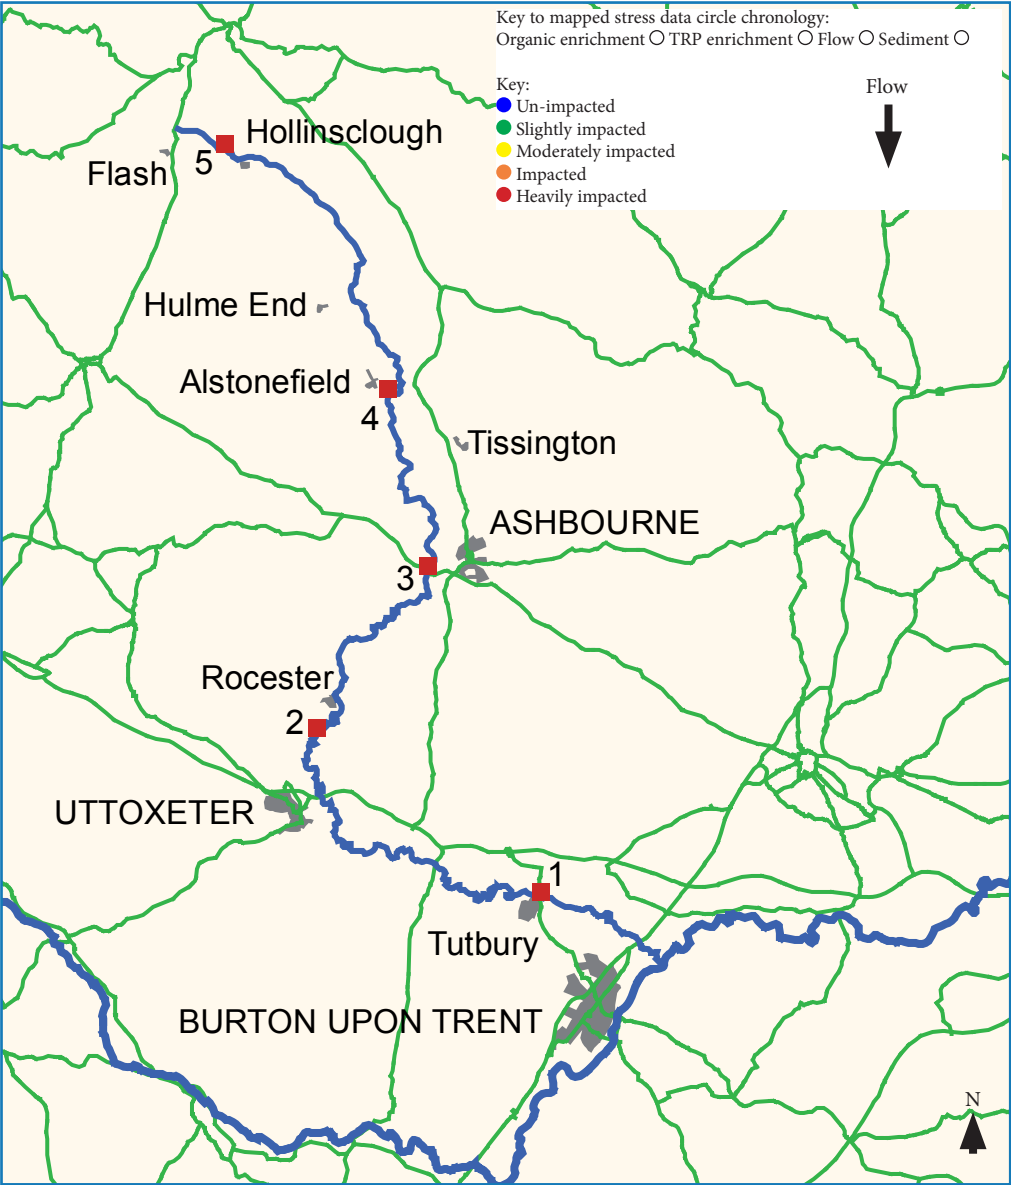 Key to mapped stress data circle chronology:
Organic enrichment TRP enrichment Flow Sediment
Key:
Un-impacted
Slightly impacted
Moderately impacted
Impacted
Heavily impacted
Flow
Hollinsclough
5
Flash
Hulme End
Alstonefield
4
Tissington
ASHBOURNE
3
Rocester
2
UTTOXETER
1
Tutbury
BURTON UPON TRENT
N